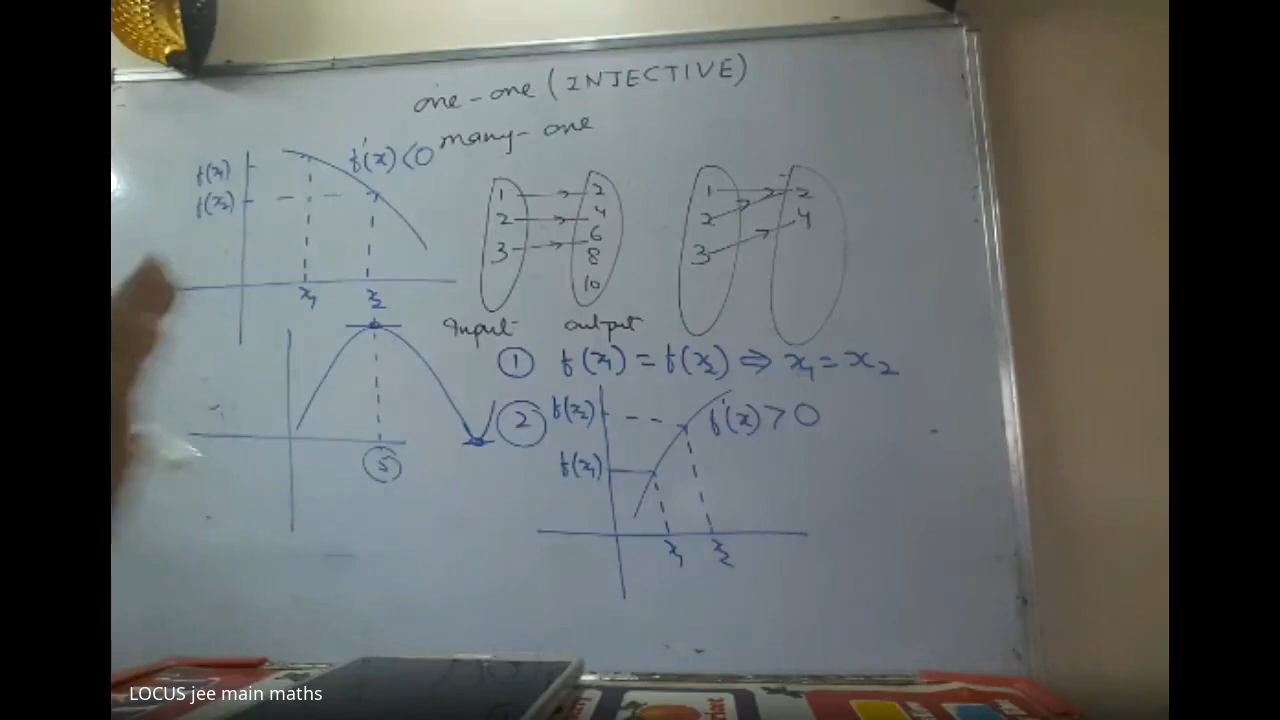 one-one (INJECTIVE)
many-one
f(x₁)
f'(x)<0
f(x₂)
x₁ x₂
1 2
2 4
3 6
8
10
1 2
2 4
3
Input output
① f(x₁) = f(x₂) ⇒ x₁ = x₂
② f(x₂)
f'(x) > 0
f(x₁)
x₁ x₂
5
LOCUS jee main maths